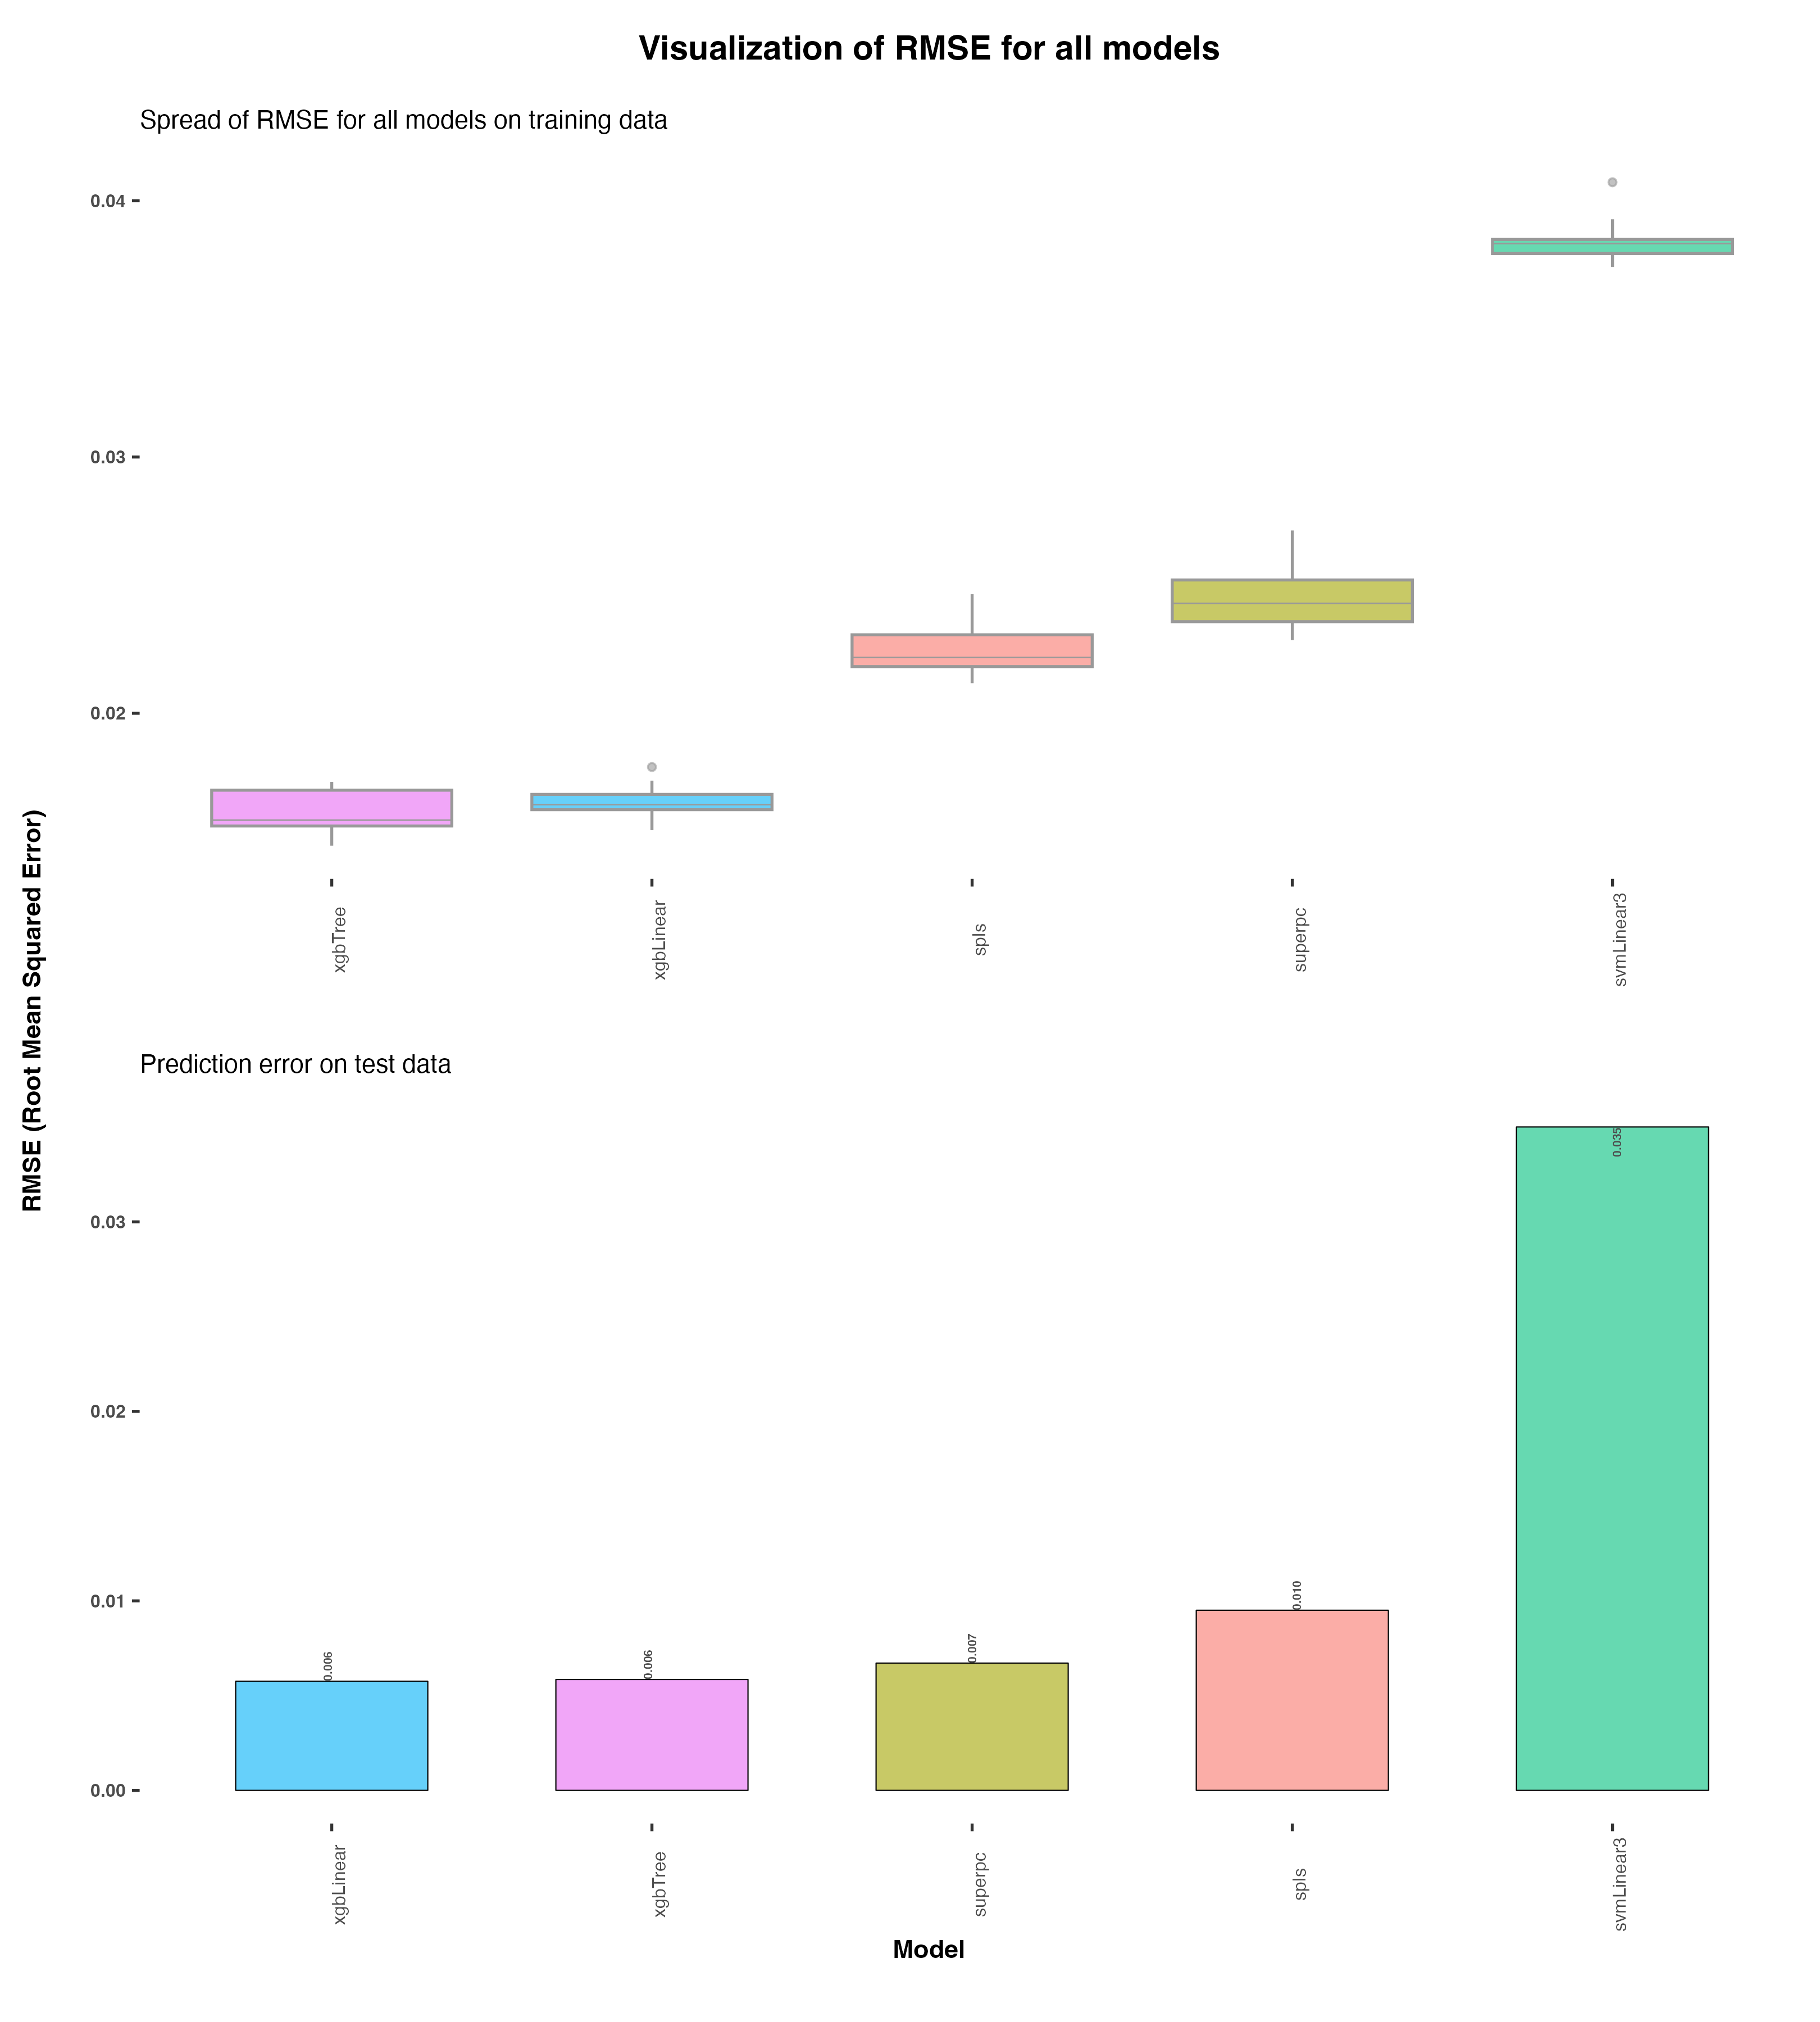 Visualization of RMSE for all models
Spread of RMSE for all models on training data
0.04
0.03
0.02
xgbTree
xgbLinear
spls
superpc
svmLinear3
RMSE (Root Mean Squared Error)
Prediction error on test data
0.03
0.02
0.01
0.00
0.006
0.006
0.007
0.010
0.035
xgbLinear
xgbTree
superpc
spls
svmLinear3
Model